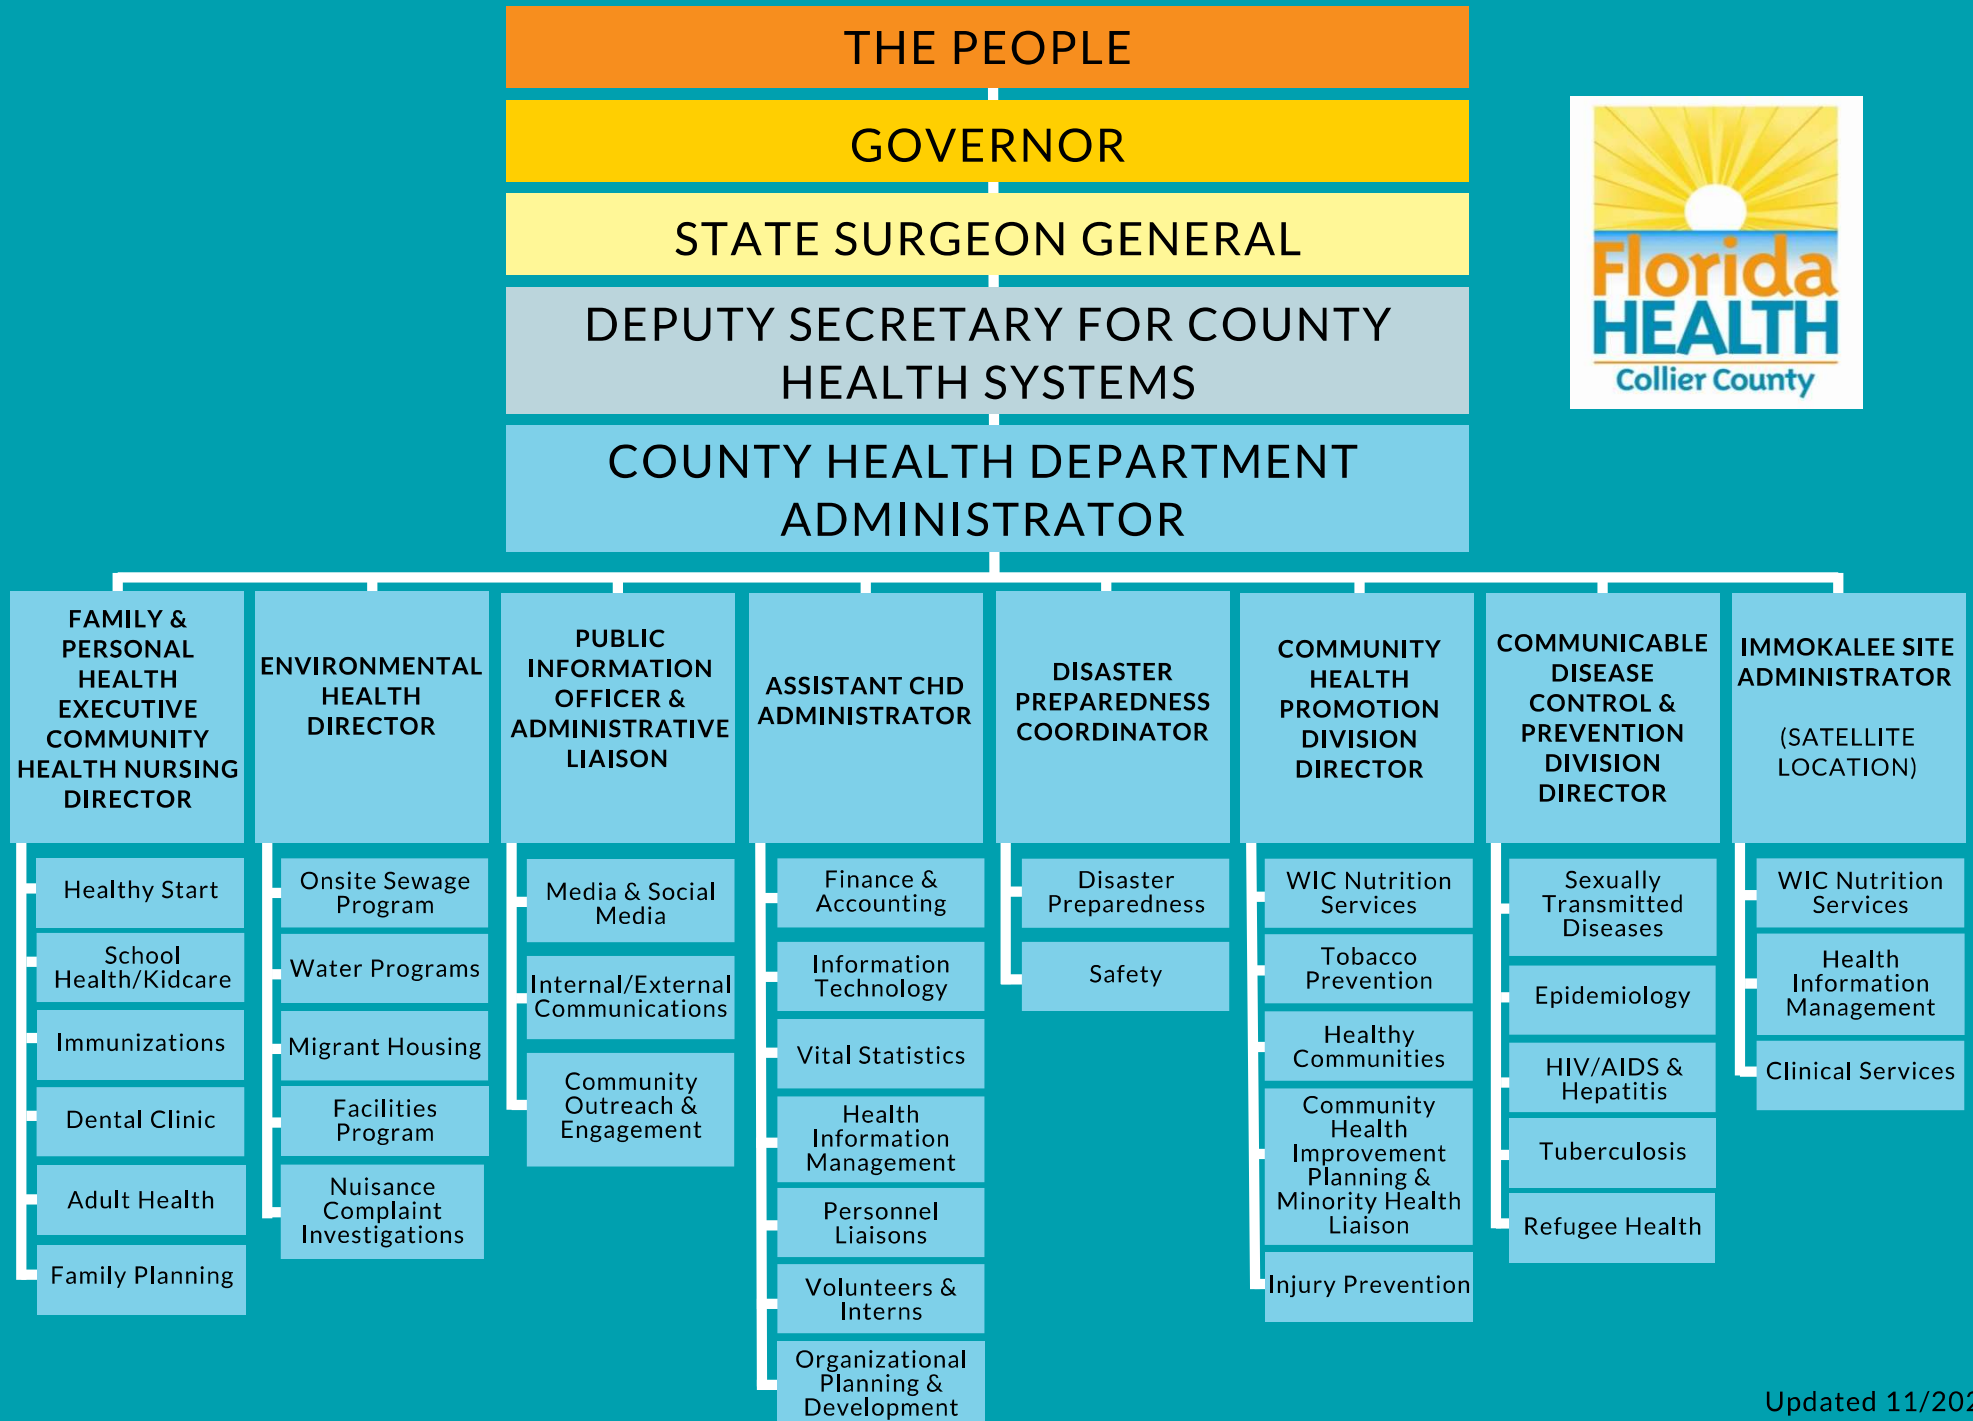 THE PEOPLE
GOVERNOR
STATE SURGEON GENERAL
DEPUTY SECRETARY FOR COUNTY
HEALTH SYSTEMS
COUNTY HEALTH DEPARTMENT
ADMINISTRATOR
Florida
HEALTH
Collier County
FAMILY &
PERSONAL
HEALTH
EXECUTIVE
COMMUNITY
HEALTH NURSING
DIRECTOR
Healthy Start
School
Health/Kidcare
Immunizations
Dental Clinic
Adult Health
Family Planning
ENVIRONMENTAL
HEALTH
DIRECTOR
Onsite Sewage
Program
Water Programs
Migrant Housing
Facilities
Program
Nuisance
Complaint
Investigations
PUBLIC
INFORMATION
OFFICER &
ADMINISTRATIVE
LIAISON
Media & Social
Media
Internal/External
Communications
Community
Outreach &
Engagement
ASSISTANT CHD
ADMINISTRATOR
Finance &
Accounting
Information
Technology
Vital Statistics
Health
Information
Management
Personnel
Liaisons
Volunteers &
Interns
Organizational
Planning &
Development
DISASTER
PREPAREDNESS
COORDINATOR
Disaster
Preparedness
Safety
COMMUNITY
HEALTH
PROMOTION
DIVISION
DIRECTOR
WIC Nutrition
Services
Tobacco
Prevention
Healthy
Communities
Community
Health
Improvement
Planning &
Minority Health
Liaison
Injury Prevention
COMMUNICABLE
DISEASE
CONTROL &
PREVENTION
DIVISION
DIRECTOR
Sexually
Transmitted
Diseases
Epidemiology
HIV/AIDS &
Hepatitis
Tuberculosis
Refugee Health
IMMOKALEE SITE
ADMINISTRATOR
(SATELLITE
LOCATION)
WIC Nutrition
Services
Health
Information
Management
Clinical Services
Updated 11/202